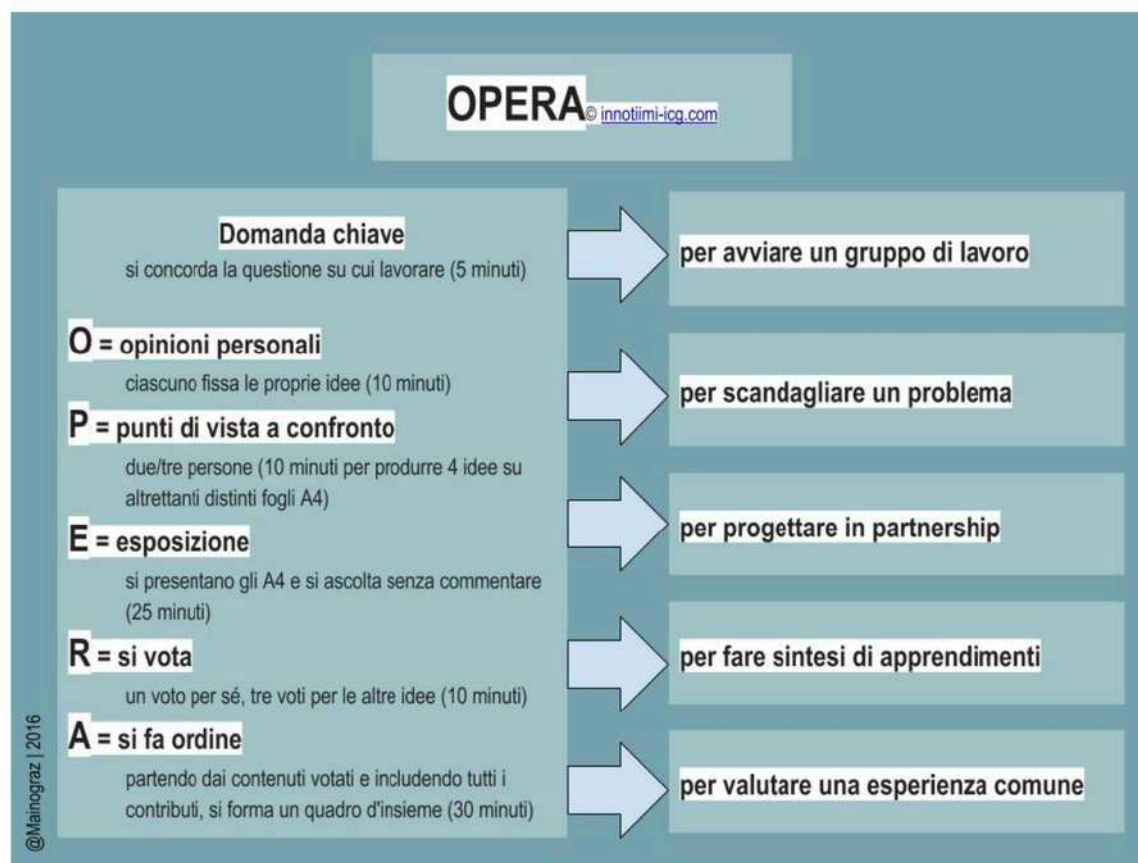 OPERA© innotiimi-icg.com
Domanda chiave
si concorda la questione su cui lavorare (5 minuti)
O = opinioni personali
ciascuno fissa le proprie idee (10 minuti)
P = punti di vista a confronto
due/tre persone (10 minuti per produrre 4 idee su
altrettanti distinti fogli A4)
E = esposizione
si presentano gli A4 e si ascolta senza commentare
(25 minuti)
R = si vota
un voto per sé, tre voti per le altre idee (10 minuti)
A = si fa ordine
partendo dai contenuti votati e includendo tutti i
contributi, si forma un quadro d'insieme (30 minuti)
per avviare un gruppo di lavoro
per scandagliare un problema
per progettare in partnership
per fare sintesi di apprendimenti
per valutare una esperienza comune
@Mainograz | 2016